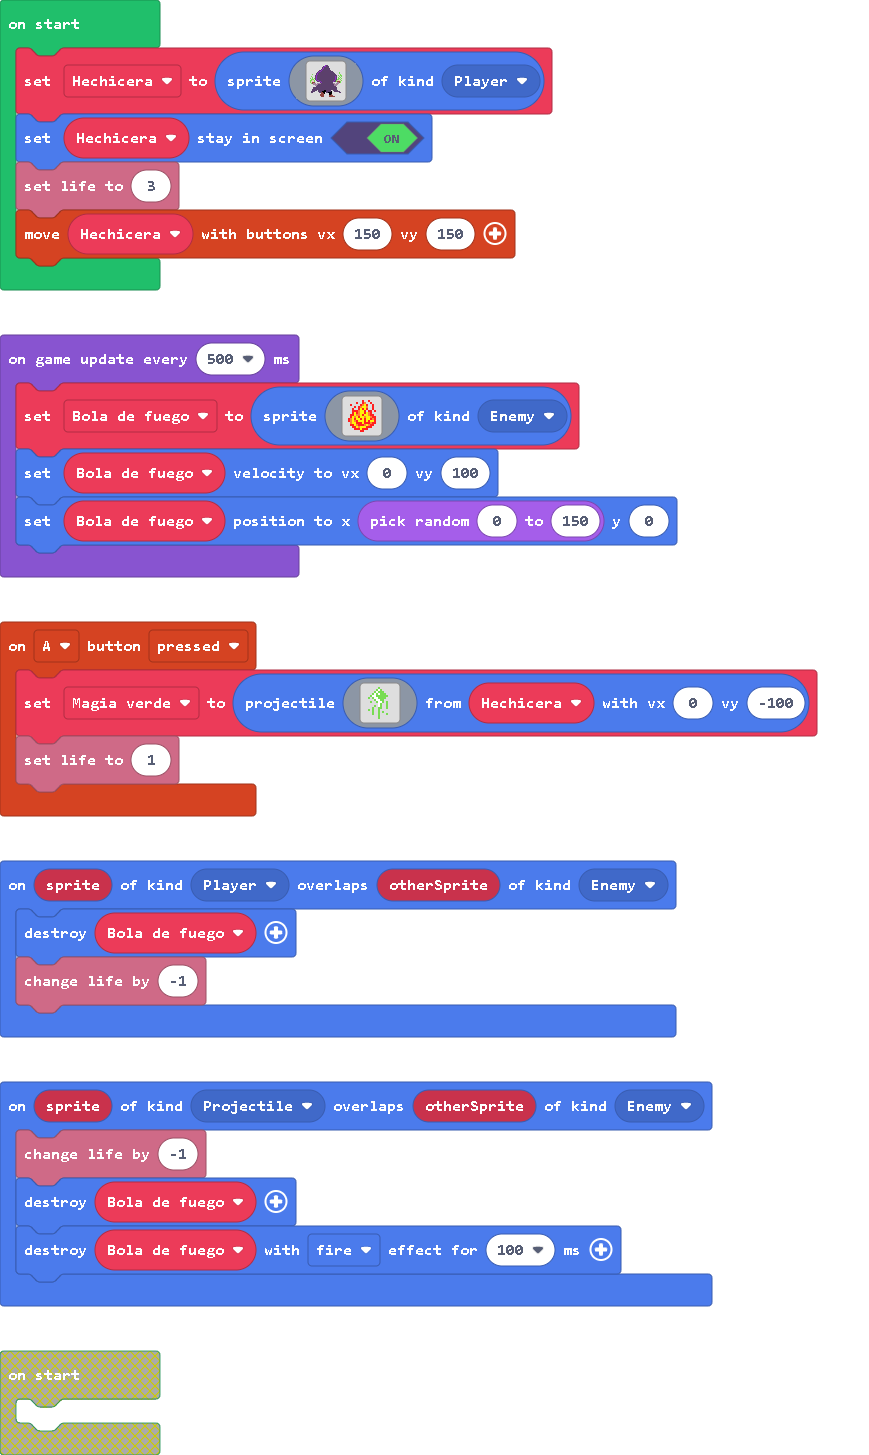 on start
set Hechicera to sprite of kind Player
set Hechicera stay in screen ON
set life to 3
move Hechicera with buttons vx 150 vy 150
on game update every 500 ms
set Bola de fuego to sprite of kind Enemy
set Bola de fuego velocity to vx 0 vy 100
set Bola de fuego position to x pick random 0 to 150 y 0
on A button pressed
set Magia verde to projectile from Hechicera with vx 0 vy -100
set life to 1
on sprite of kind Player overlaps otherSprite of kind Enemy
destroy Bola de fuego
change life by -1
on sprite of kind Projectile overlaps otherSprite of kind Enemy
change life by -1
destroy Bola de fuego
destroy Bola de fuego with fire effect for 100 ms
on start